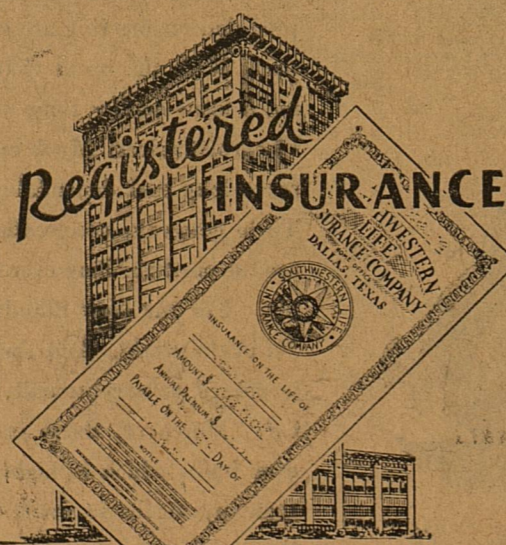 Registered
INSURANCE
HWESTERN
LIFE
SURANCE COMPANY
DALLAS, TEXAS
SOUTHWESTERN LIFE
INSURANCE COMPANY
INSURANCE ON THE LIFE OF
AMOUNT $
ANNUAL PREMIUM $
PAYABLE ON THE
DAY OF
NOTICE